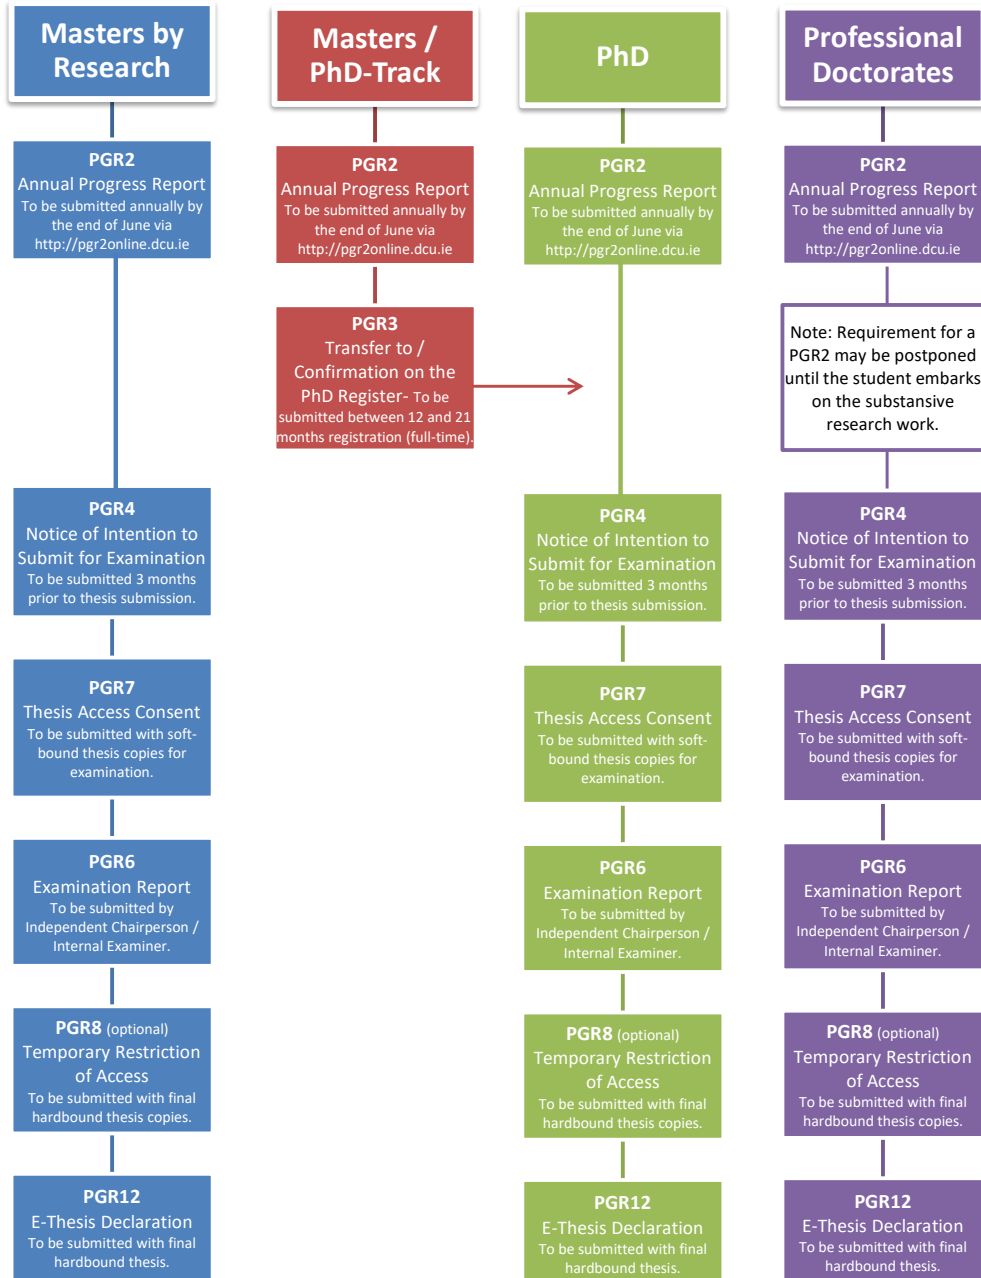 Masters by
Research
PGR2
Annual Progress Report
To be submitted annually by
the end of June via
http://pgr2online.dcu.ie
PGR4
Notice of Intention to
Submit for Examination
To be submitted 3 months
prior to thesis submission.
PGR7
Thesis Access Consent
To be submitted with soft-
bound thesis copies for
examination.
PGR6
Examination Report
To be submitted by
Independent Chairperson /
Internal Examiner.
PGR8 (optional)
Temporary Restriction
of Access
To be submitted with final
hardbound thesis copies.
PGR12
E-Thesis Declaration
To be submitted with final
hardbound thesis.
Masters /
PhD-Track
PGR2
Annual Progress Report
To be submitted annually by
the end of June via
http://pgr2online.dcu.ie
PGR3
Transfer to /
Confirmation on the
PhD Register- To be
submitted between 12 and 21
months registration (full-time).
PhD
PGR2
Annual Progress Report
To be submitted annually by
the end of June via
http://pgr2online.dcu.ie
PGR4
Notice of Intention to
Submit for Examination
To be submitted 3 months
prior to thesis submission.
PGR7
Thesis Access Consent
To be submitted with soft-
bound thesis copies for
examination.
PGR6
Examination Report
To be submitted by
Independent Chairperson /
Internal Examiner.
PGR8 (optional)
Temporary Restriction
of Access
To be submitted with final
hardbound thesis copies.
PGR12
E-Thesis Declaration
To be submitted with final
hardbound thesis.
Professional
Doctorates
PGR2
Annual Progress Report
To be submitted annually by
the end of June via
http://pgr2online.dcu.ie
Note: Requirement for a
PGR2 may be postponed
until the student embarks
on the substansive
research work.
PGR4
Notice of Intention to
Submit for Examination
To be submitted 3 months
prior to thesis submission.
PGR7
Thesis Access Consent
To be submitted with soft-
bound thesis copies for
examination.
PGR6
Examination Report
To be submitted by
Independent Chairperson /
Internal Examiner.
PGR8 (optional)
Temporary Restriction
of Access
To be submitted with final
hardbound thesis copies.
PGR12
E-Thesis Declaration
To be submitted with final
hardbound thesis.